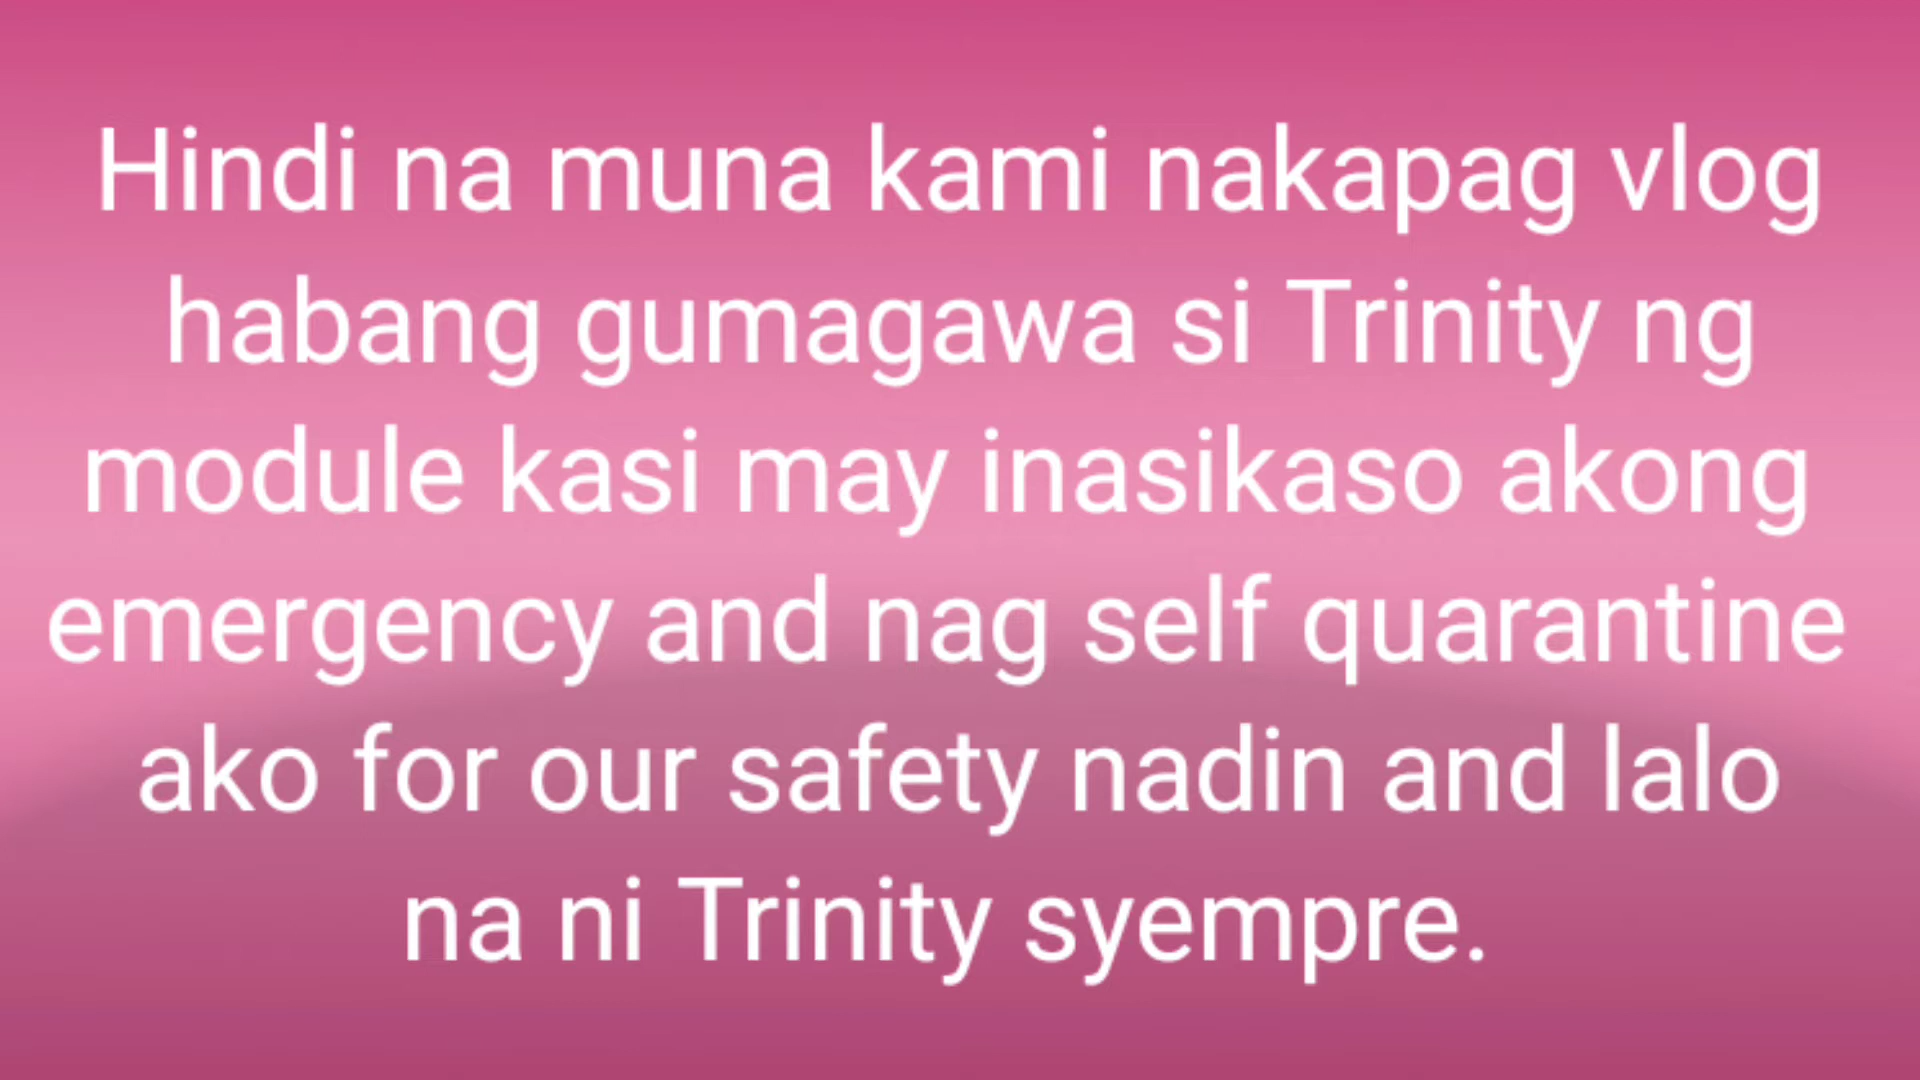 Hindi na muna kami nakapag vlog
habang gumagawa si Trinity ng
module kasi may inasikaso akong
emergency and nag self quarantine
ako for our safety nadin and lalo
na ni Trinity syempre.